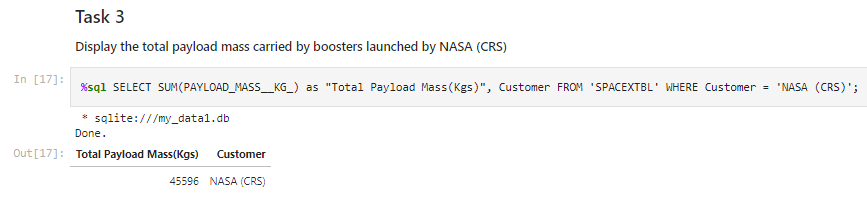 Task 3
Display the total payload mass carried by boosters launched by NASA (CRS)
In [17]: %sql SELECT SUM(PAYLOAD_MASS__KG_) as "Total Payload Mass(Kgs)", Customer FROM 'SPACEXTBL' WHERE Customer = 'NASA (CRS)';
* sqlite:///my_data1.db
Done.
Out[17]: Total Payload Mass(Kgs) Customer
45596 NASA (CRS)